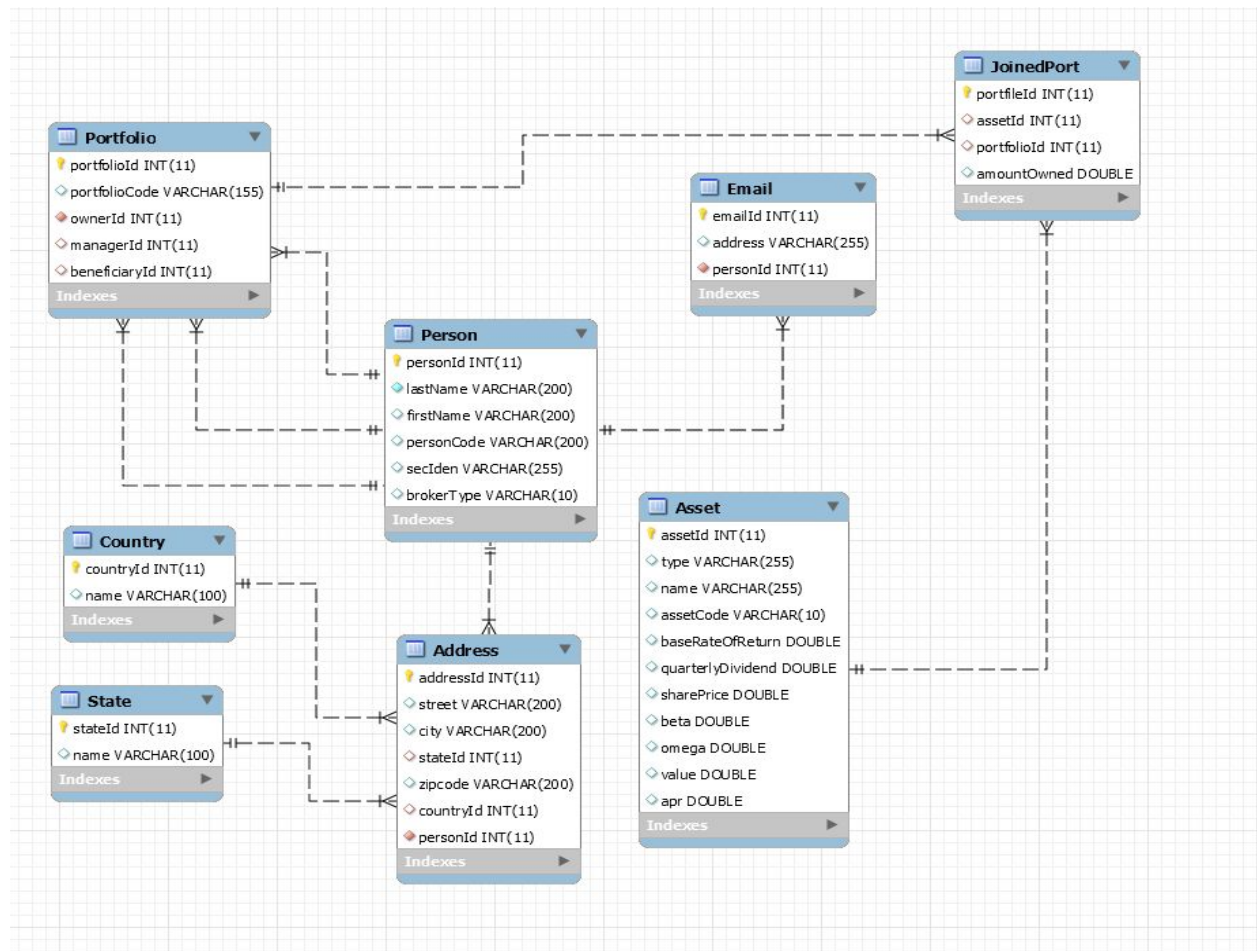 Portfolio
portfolioId INT(11)
portfolioCode VARCHAR(155)
ownerId INT(11)
managerId INT(11)
beneficiaryId INT(11)
Indexes
JoinedPort
portfileId INT(11)
assetId INT(11)
portfolioId INT(11)
amountOwned DOUBLE
Indexes
Email
emailId INT(11)
address VARCHAR(255)
personId INT(11)
Indexes
Person
personId INT(11)
lastName VARCHAR(200)
firstName VARCHAR(200)
personCode VARCHAR(200)
secIden VARCHAR(255)
brokerType VARCHAR(10)
Indexes
Country
countryId INT(11)
name VARCHAR(100)
Indexes
State
stateId INT(11)
name VARCHAR(100)
Indexes
Address
addressId INT(11)
street VARCHAR(200)
city VARCHAR(200)
stateId INT(11)
zipcode VARCHAR(200)
countryId INT(11)
personId INT(11)
Indexes
Asset
assetId INT(11)
type VARCHAR(255)
name VARCHAR(255)
assetCode VARCHAR(10)
baseRateOfReturn DOUBLE
quarterlyDividend DOUBLE
sharePrice DOUBLE
beta DOUBLE
omega DOUBLE
value DOUBLE
apr DOUBLE
Indexes